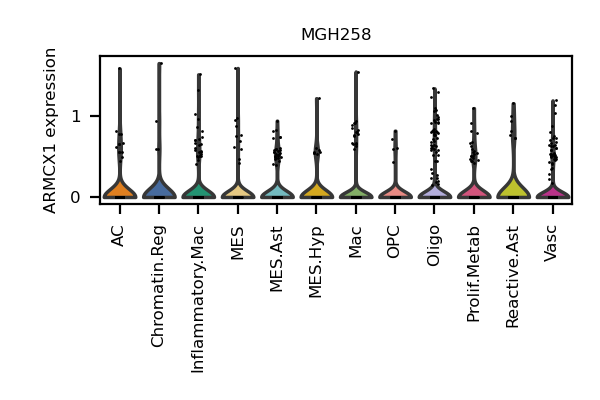 MGH258
ARMCX1 expression
1
0
AC
Chromatin.Reg
Inflammatory.Mac
MES
MES.Ast
MES.Hyp
Mac
OPC
Oligo
Prolif.Metab
Reactive.Ast
Vasc